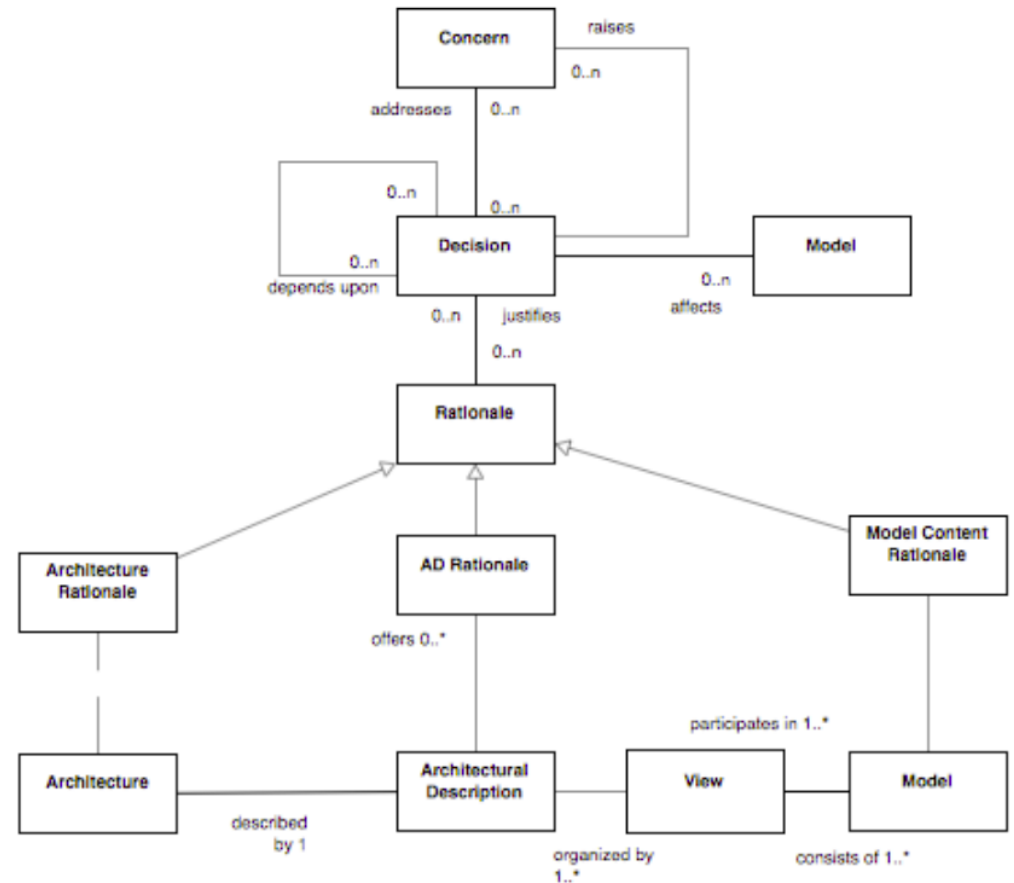 Concern
raises
0..n
addresses
0..n
0..n
0..n
Decision
Model
0..n
depends upon
0..n
affects
0..n
justifies
0..n
Rationale
Model Content
Rationale
AD Rationale
Architecture
Rationale
offers 0..*
participates in 1..*
Architecture
Architectural
Description
View
Model
described
by 1
organized by
1..*
consists of 1..*